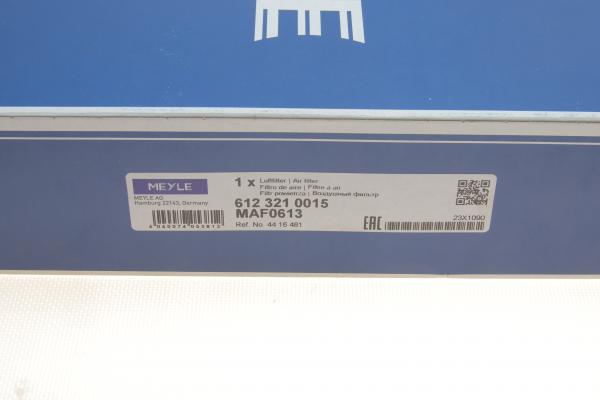 MEYLE
MEYLE AG
Hamburg 22143, Germany
1 x Luftfilter | Air filter
Filtro de aire | Filtre à air
Filtr powietrza | Воздушный фильтр
612 321 0015
MAF0613
Ref. No. 44 16 481
EAC
23X1090